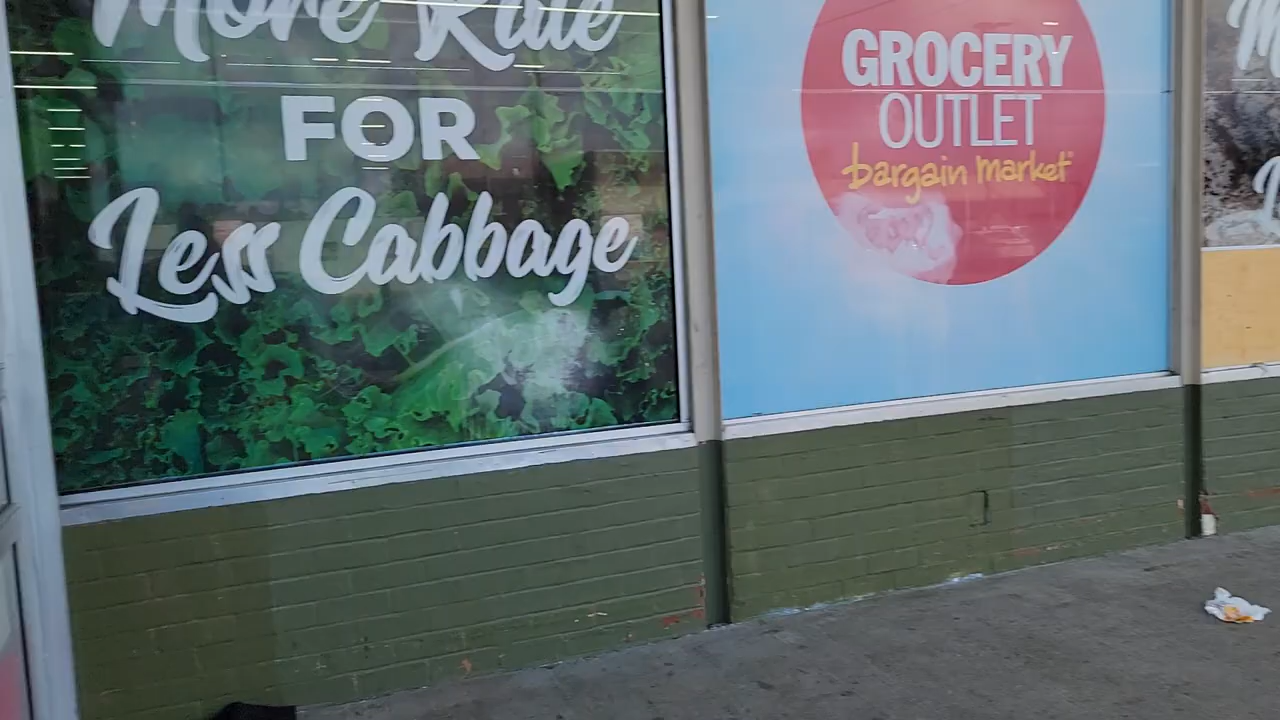 More Kale
FOR
Less Cabbage
GROCERY
OUTLET
bargain market